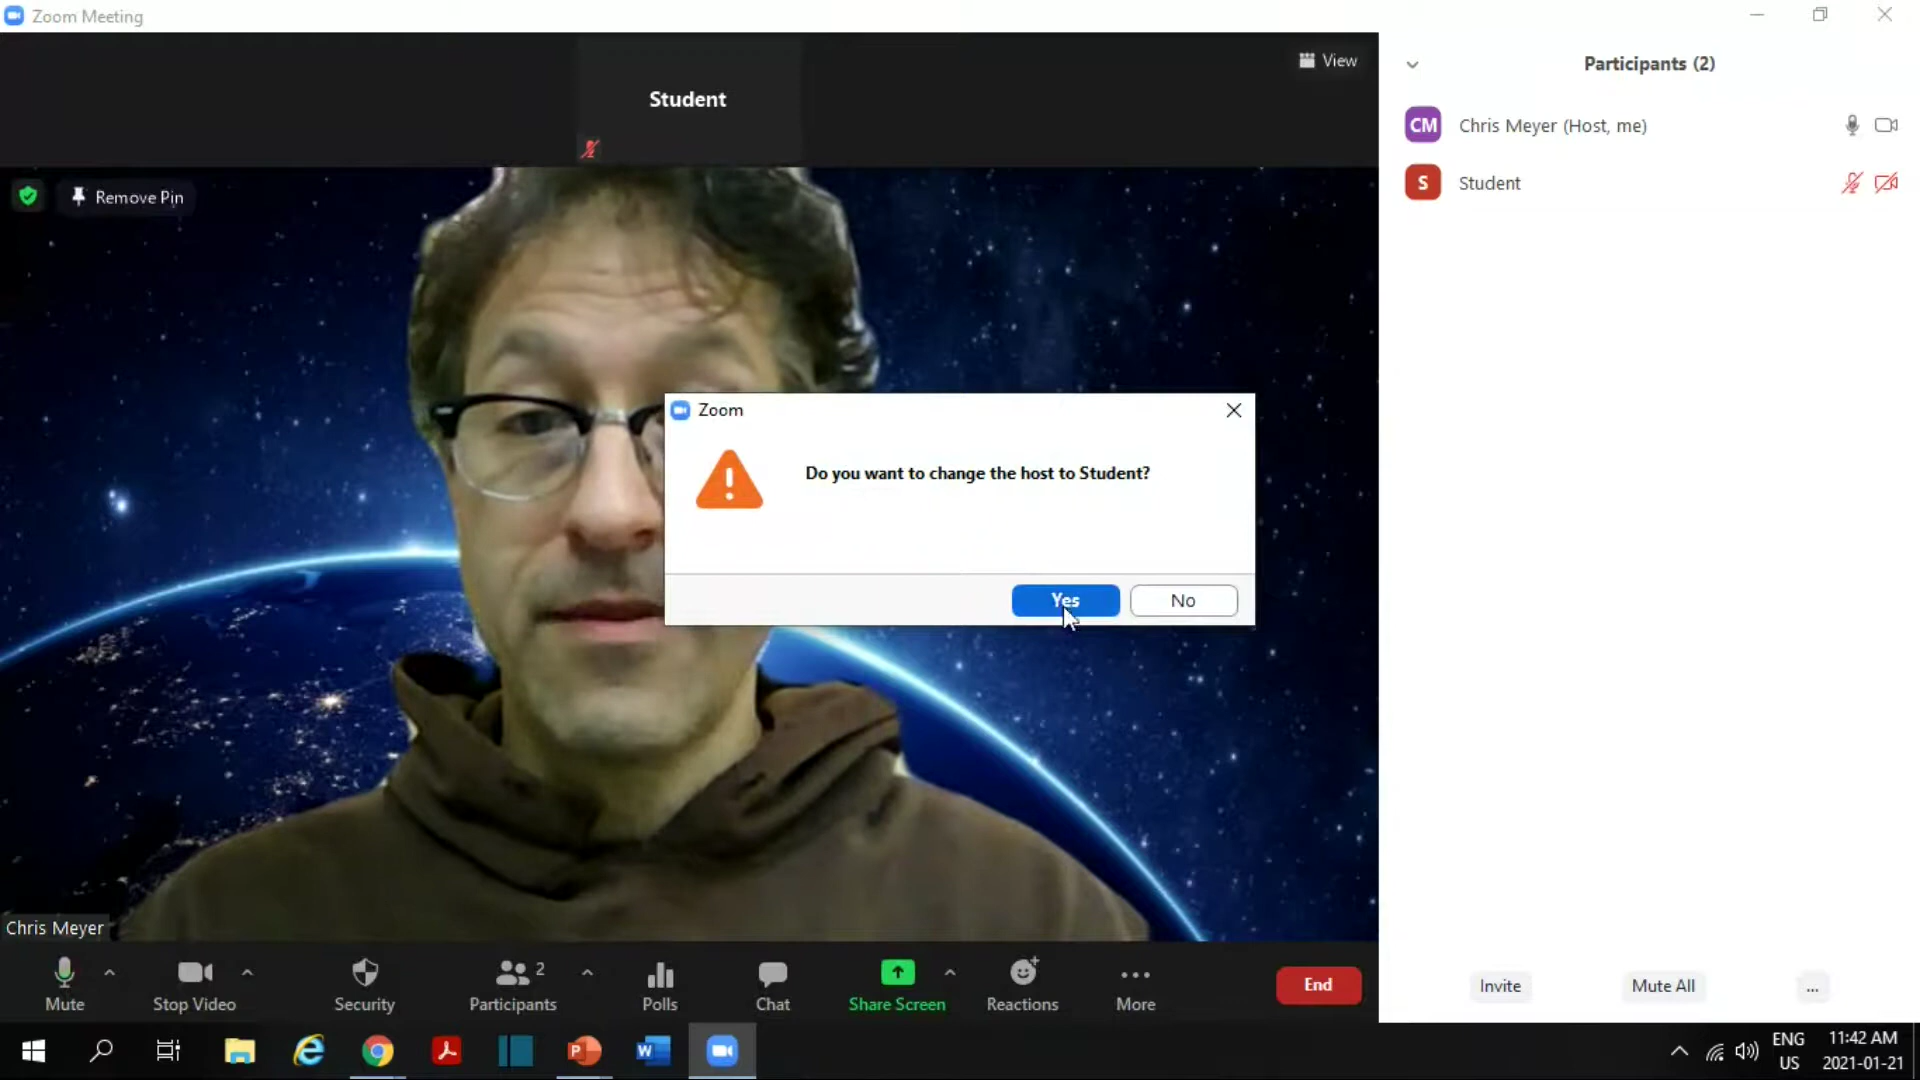 Zoom Meeting
Student
View
Remove Pin
Chris Meyer
Zoom
Do you want to change the host to Student?
Yes
No
Participants (2)
CM Chris Meyer (Host, me)
S Student
Invite
Mute All
...
Mute
Stop Video
Security
2
Participants
Polls
Chat
Share Screen
Reactions
More
End
ENG
US
11:42 AM
2021-01-21